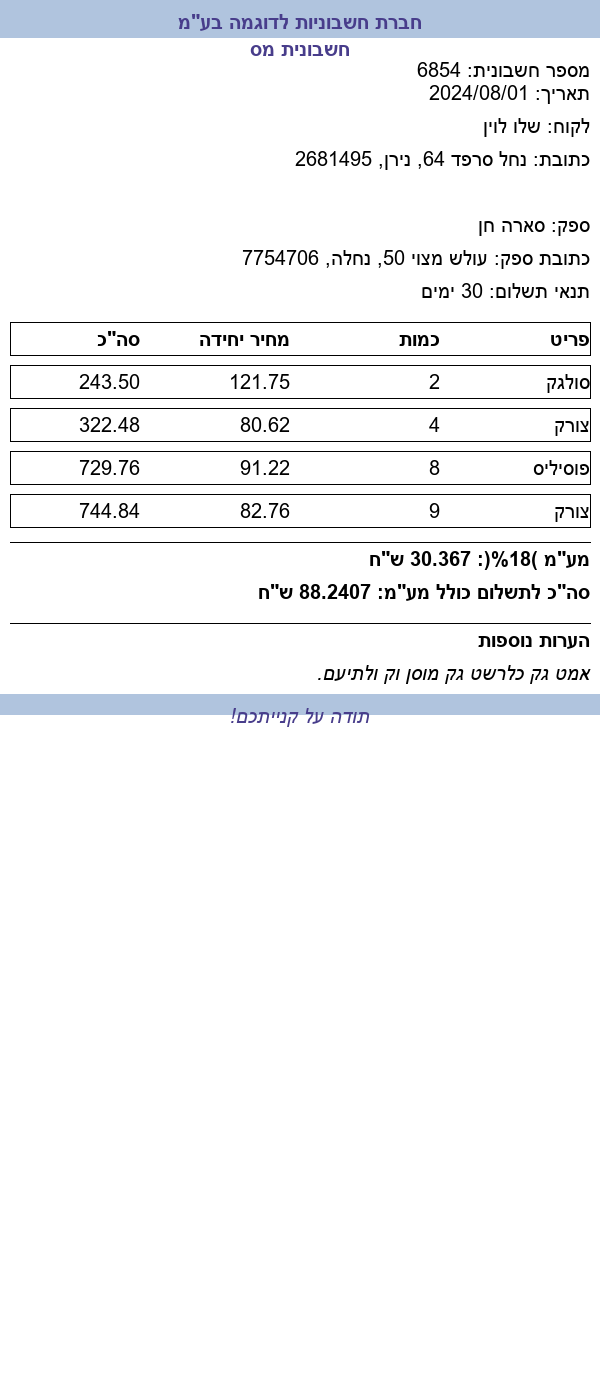 חברת חשבוניות לדוגמה בע"מ
חשבונית מס
מספר חשבונית: 6854
תאריך: 2024/08/01
לקוח: שלו לוין
כתובת: נחל סרפד 64, נירן, 2681495
ספק: סארה חן
כתובת ספק: עולש מצוי 50, נחלה, 7754706
תנאי תשלום: 30 ימים
פריט כמות מחיר יחידה סה"כ
סולגק 2 121.75 243.50
צורק 4 80.62 322.48
פוסיליס 8 91.22 729.76
צורק 9 82.76 744.84
מע"מ )18%(: 30.367 ש"ח
סה"כ לתשלום כולל מע"מ: 88.2407 ש"ח
הערות נוספות
אמט גק כלרשט גק מוסן וק ולתיעם.
תודה על קנייתכם!